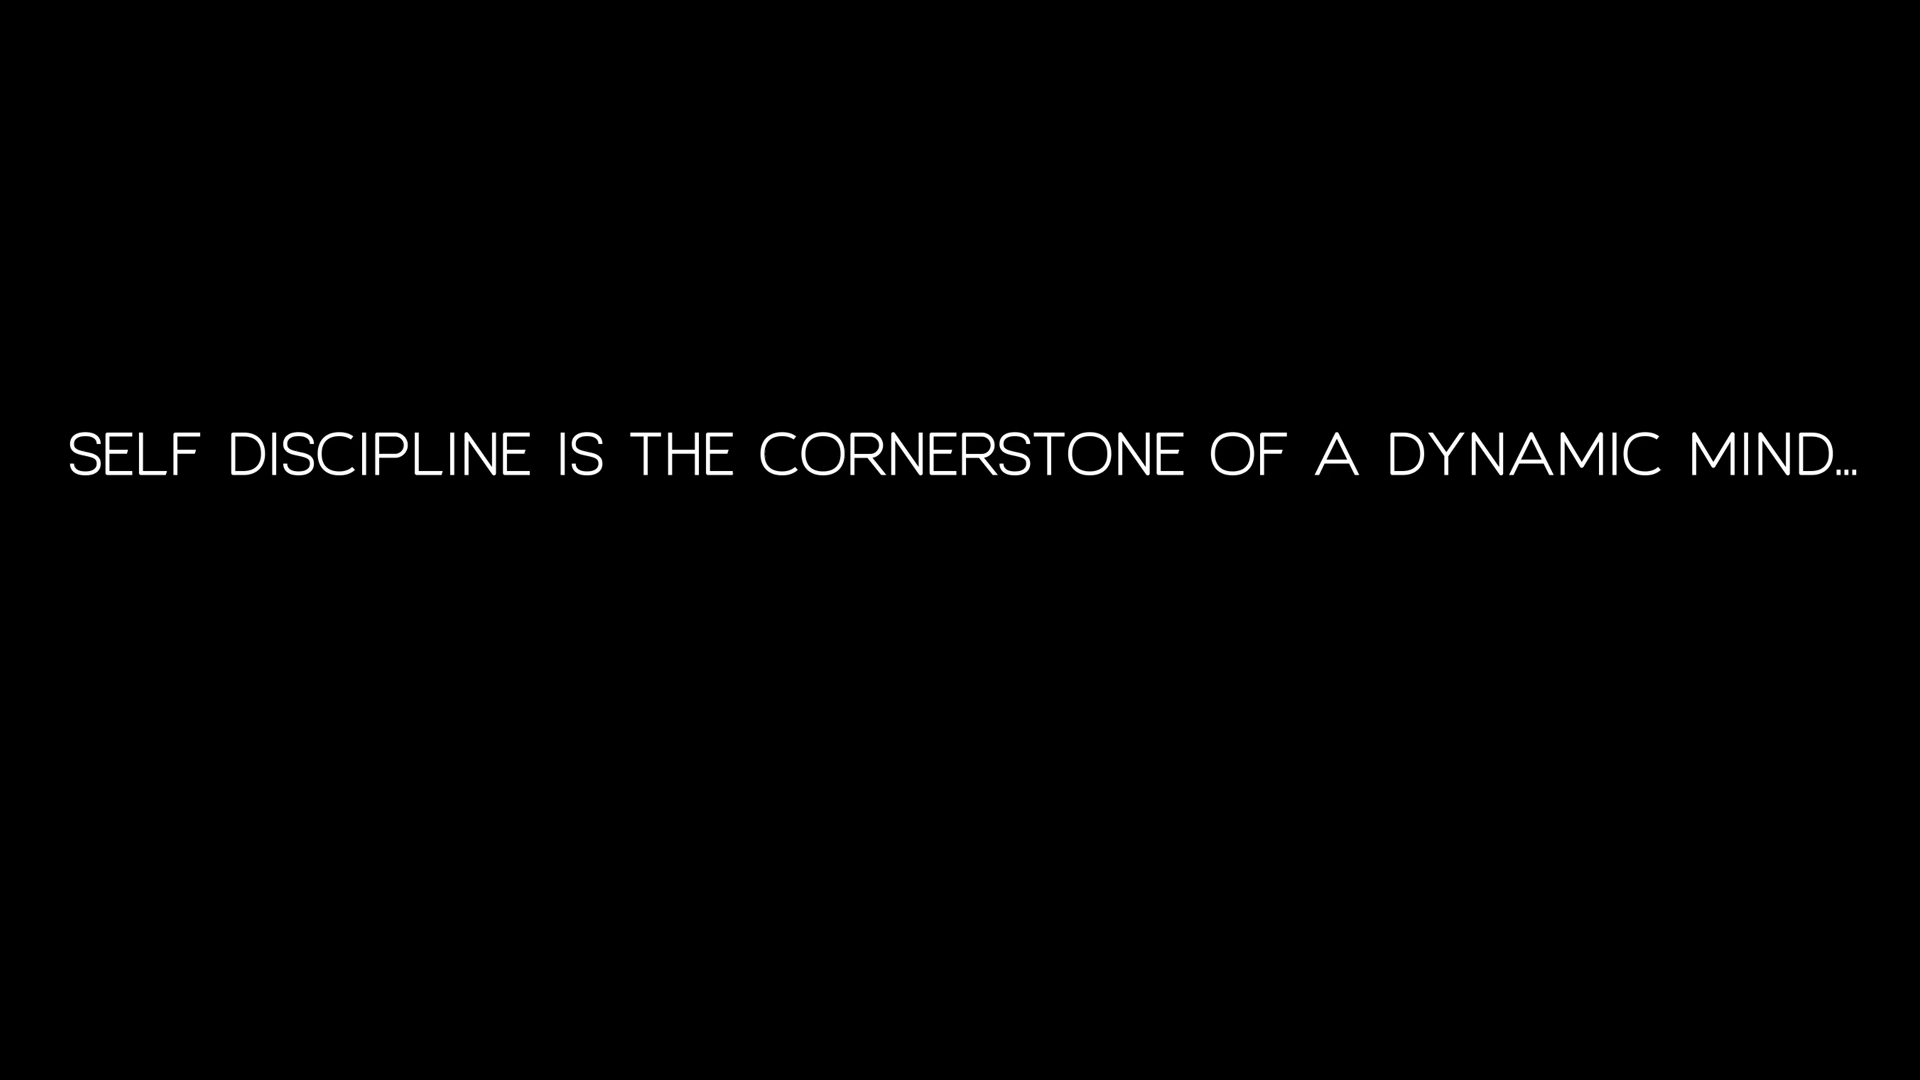 SELF DISCIPLINE IS THE CORNERSTONE OF A DYNAMIC MIND...